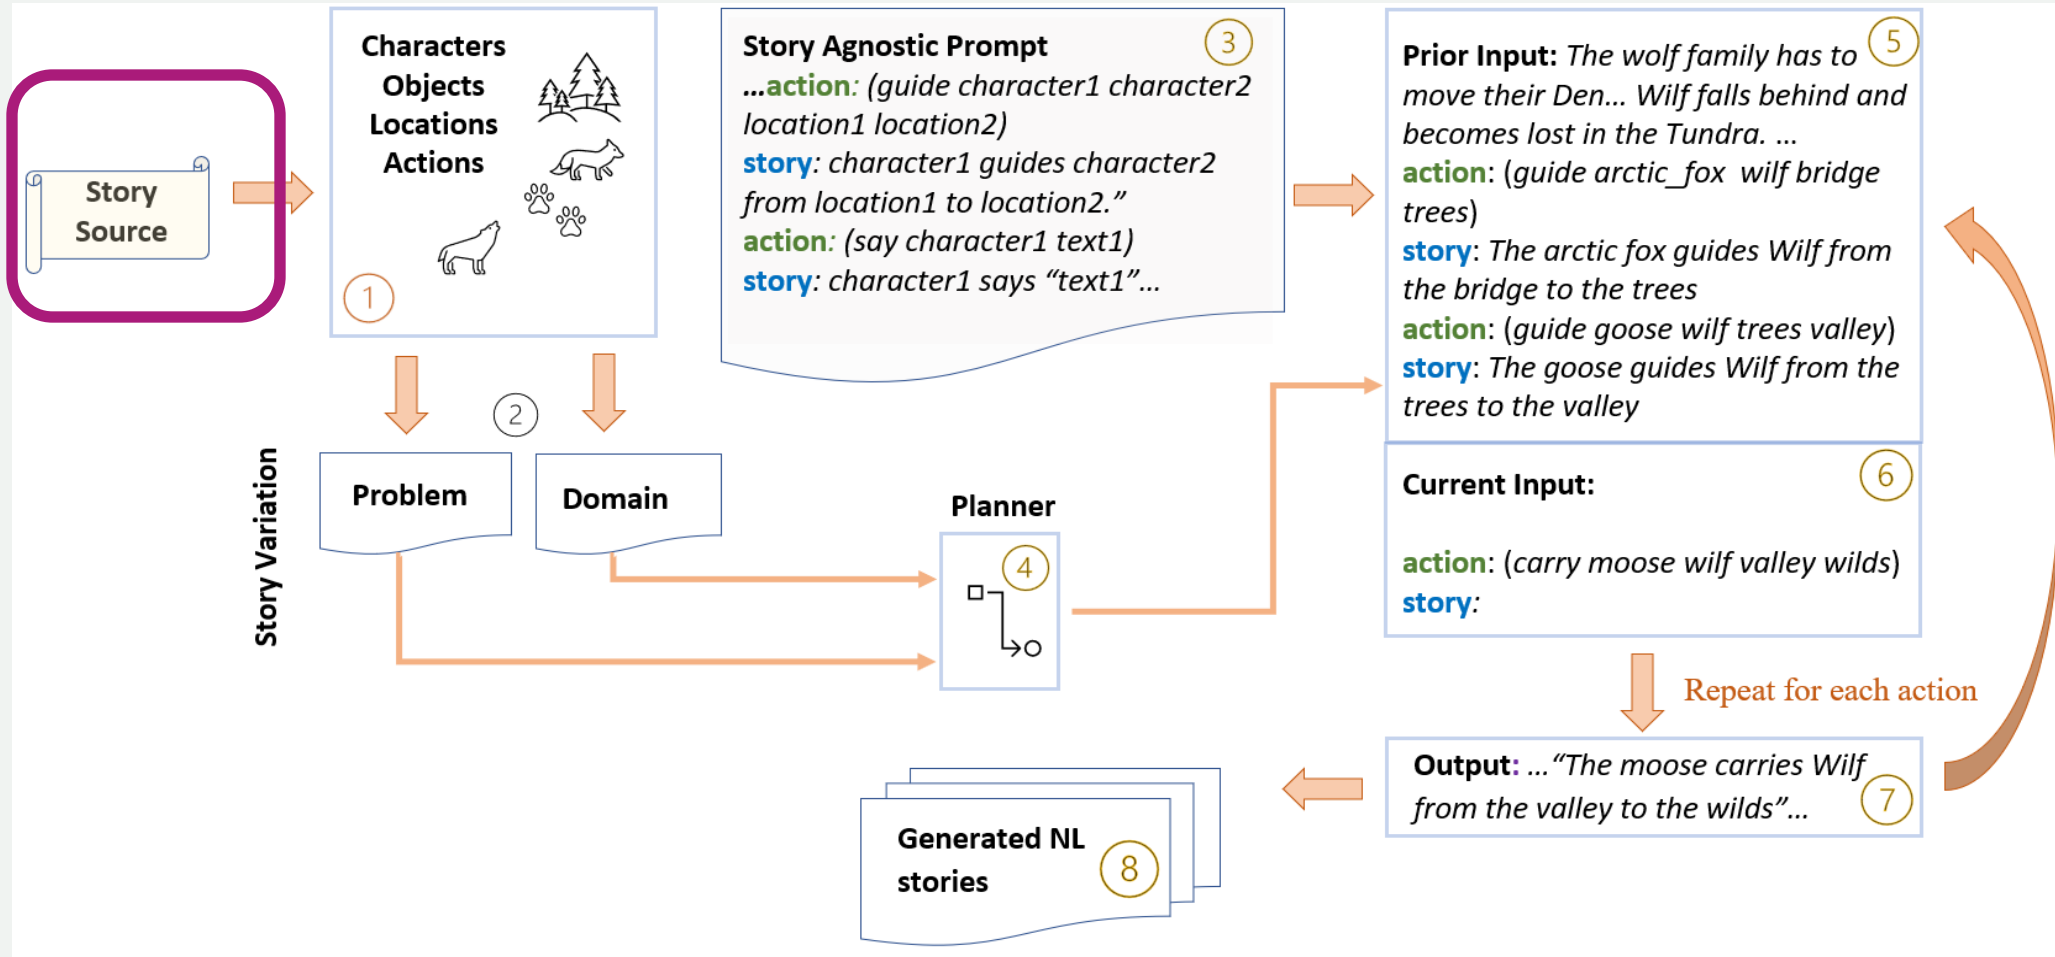 Story
Source
Characters
Objects
Locations
Actions
1
Story Agnostic Prompt
3
...action: (guide character1 character2
location1 location2)
story: character1 guides character2
from location1 to location2.”
action: (say character1 text1)
story: character1 says “text1”...
2
Story Variation
Problem
Domain
Planner
4
5
Prior Input: The wolf family has to
move their Den... Wilf falls behind and
becomes lost in the Tundra. ...
action: (guide arctic_fox wilf bridge
trees)
story: The arctic fox guides Wilf from
the bridge to the trees
action: (guide goose wilf trees valley)
story: The goose guides Wilf from the
trees to the valley
6
Current Input:
action: (carry moose wilf valley wilds)
story:
Repeat for each action
Output: ...“The moose carries Wilf
from the valley to the wilds”...
7
Generated NL
stories
8